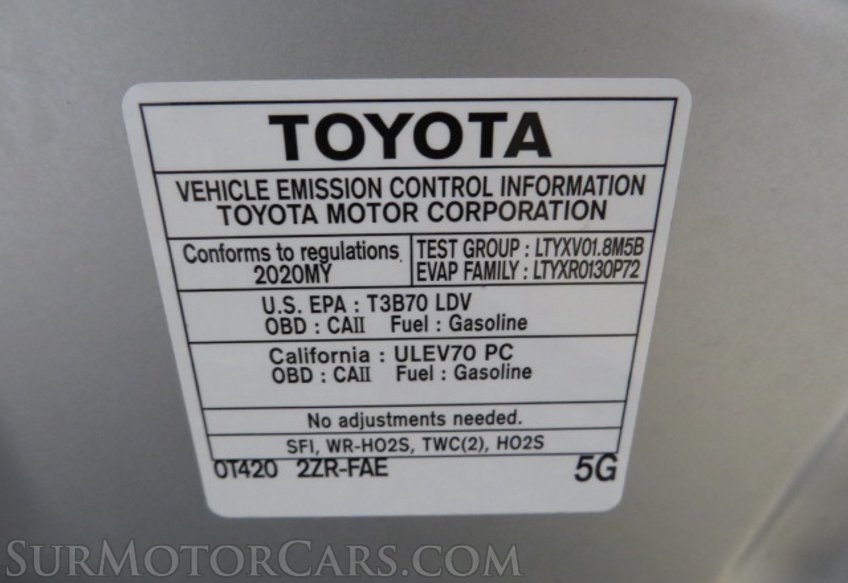 TOYOTA
VEHICLE EMISSION CONTROL INFORMATION
TOYOTA MOTOR CORPORATION
Conforms to regulations
2020MY
TEST GROUP : LTYXV01.8M5B
EVAP FAMILY : LTYXR0130P72
U.S. EPA : T3B70 LDV
OBD : CAII Fuel : Gasoline
California : ULEV70 PC
OBD : CAII Fuel : Gasoline
No adjustments needed.
SFI, WR-HO2S, TWC(2), HO2S
0T420 2ZR-FAE 5G
SURMOTORCARS.COM